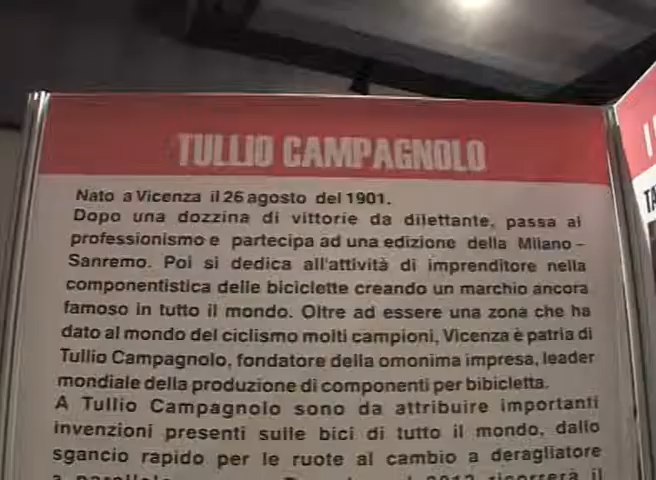 TULLIO CAMPAGNOLO
Nato a Vicenza il 26 agosto del 1901.
Dopo una dozzina di vittorie da dilettante, passa al
professionismo e partecipa ad una edizione della Milano –
Sanremo. Poi si dedica all'attività di imprenditore nella
componentistica delle biciclette creando un marchio ancora
famoso in tutto il mondo. Oltre ad essere una zona che ha
dato al mondo del ciclismo molti campioni, Vicenza è patria di
Tullio Campagnolo, fondatore della omonima impresa, leader
mondiale della produzione di componenti per bibicletta.
A Tullio Campagnolo sono da attribuire importanti
invenzioni presenti sulle bici di tutto il mondo, dallo
sgancio rapido per le ruote al cambio a deragliatore
ricorrerà il